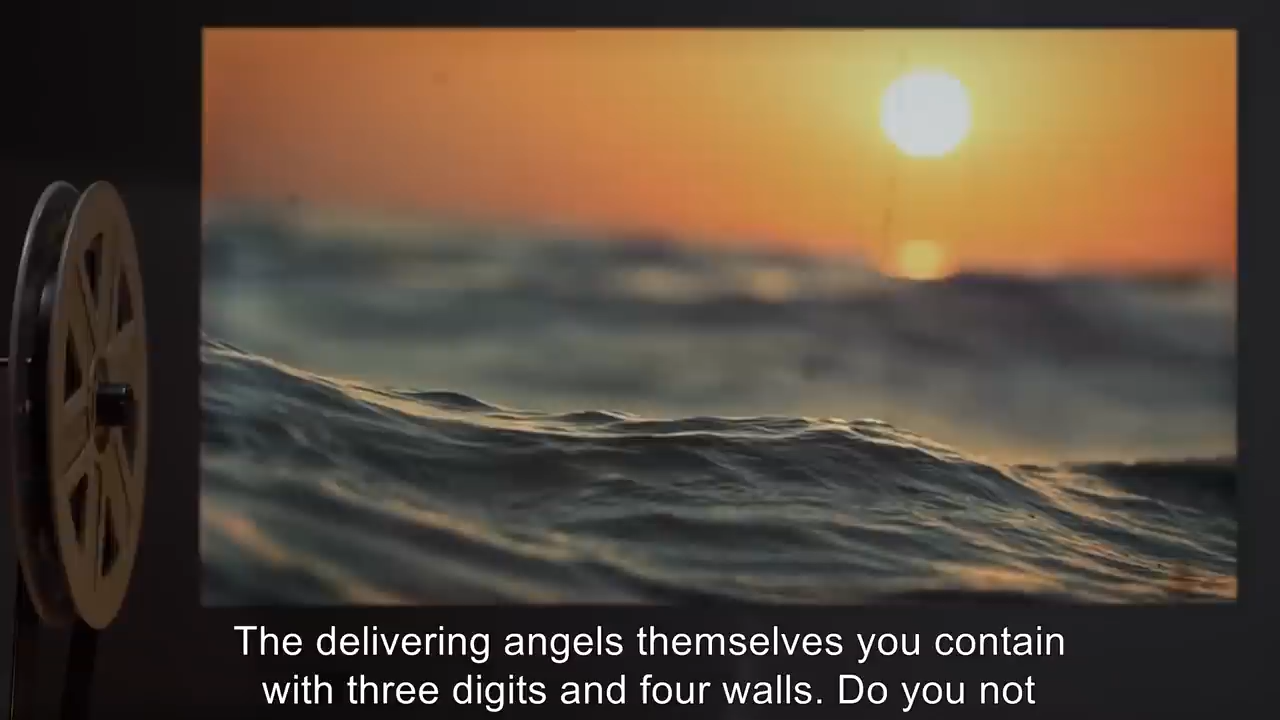 The delivering angels themselves you contain
with three digits and four walls. Do you not